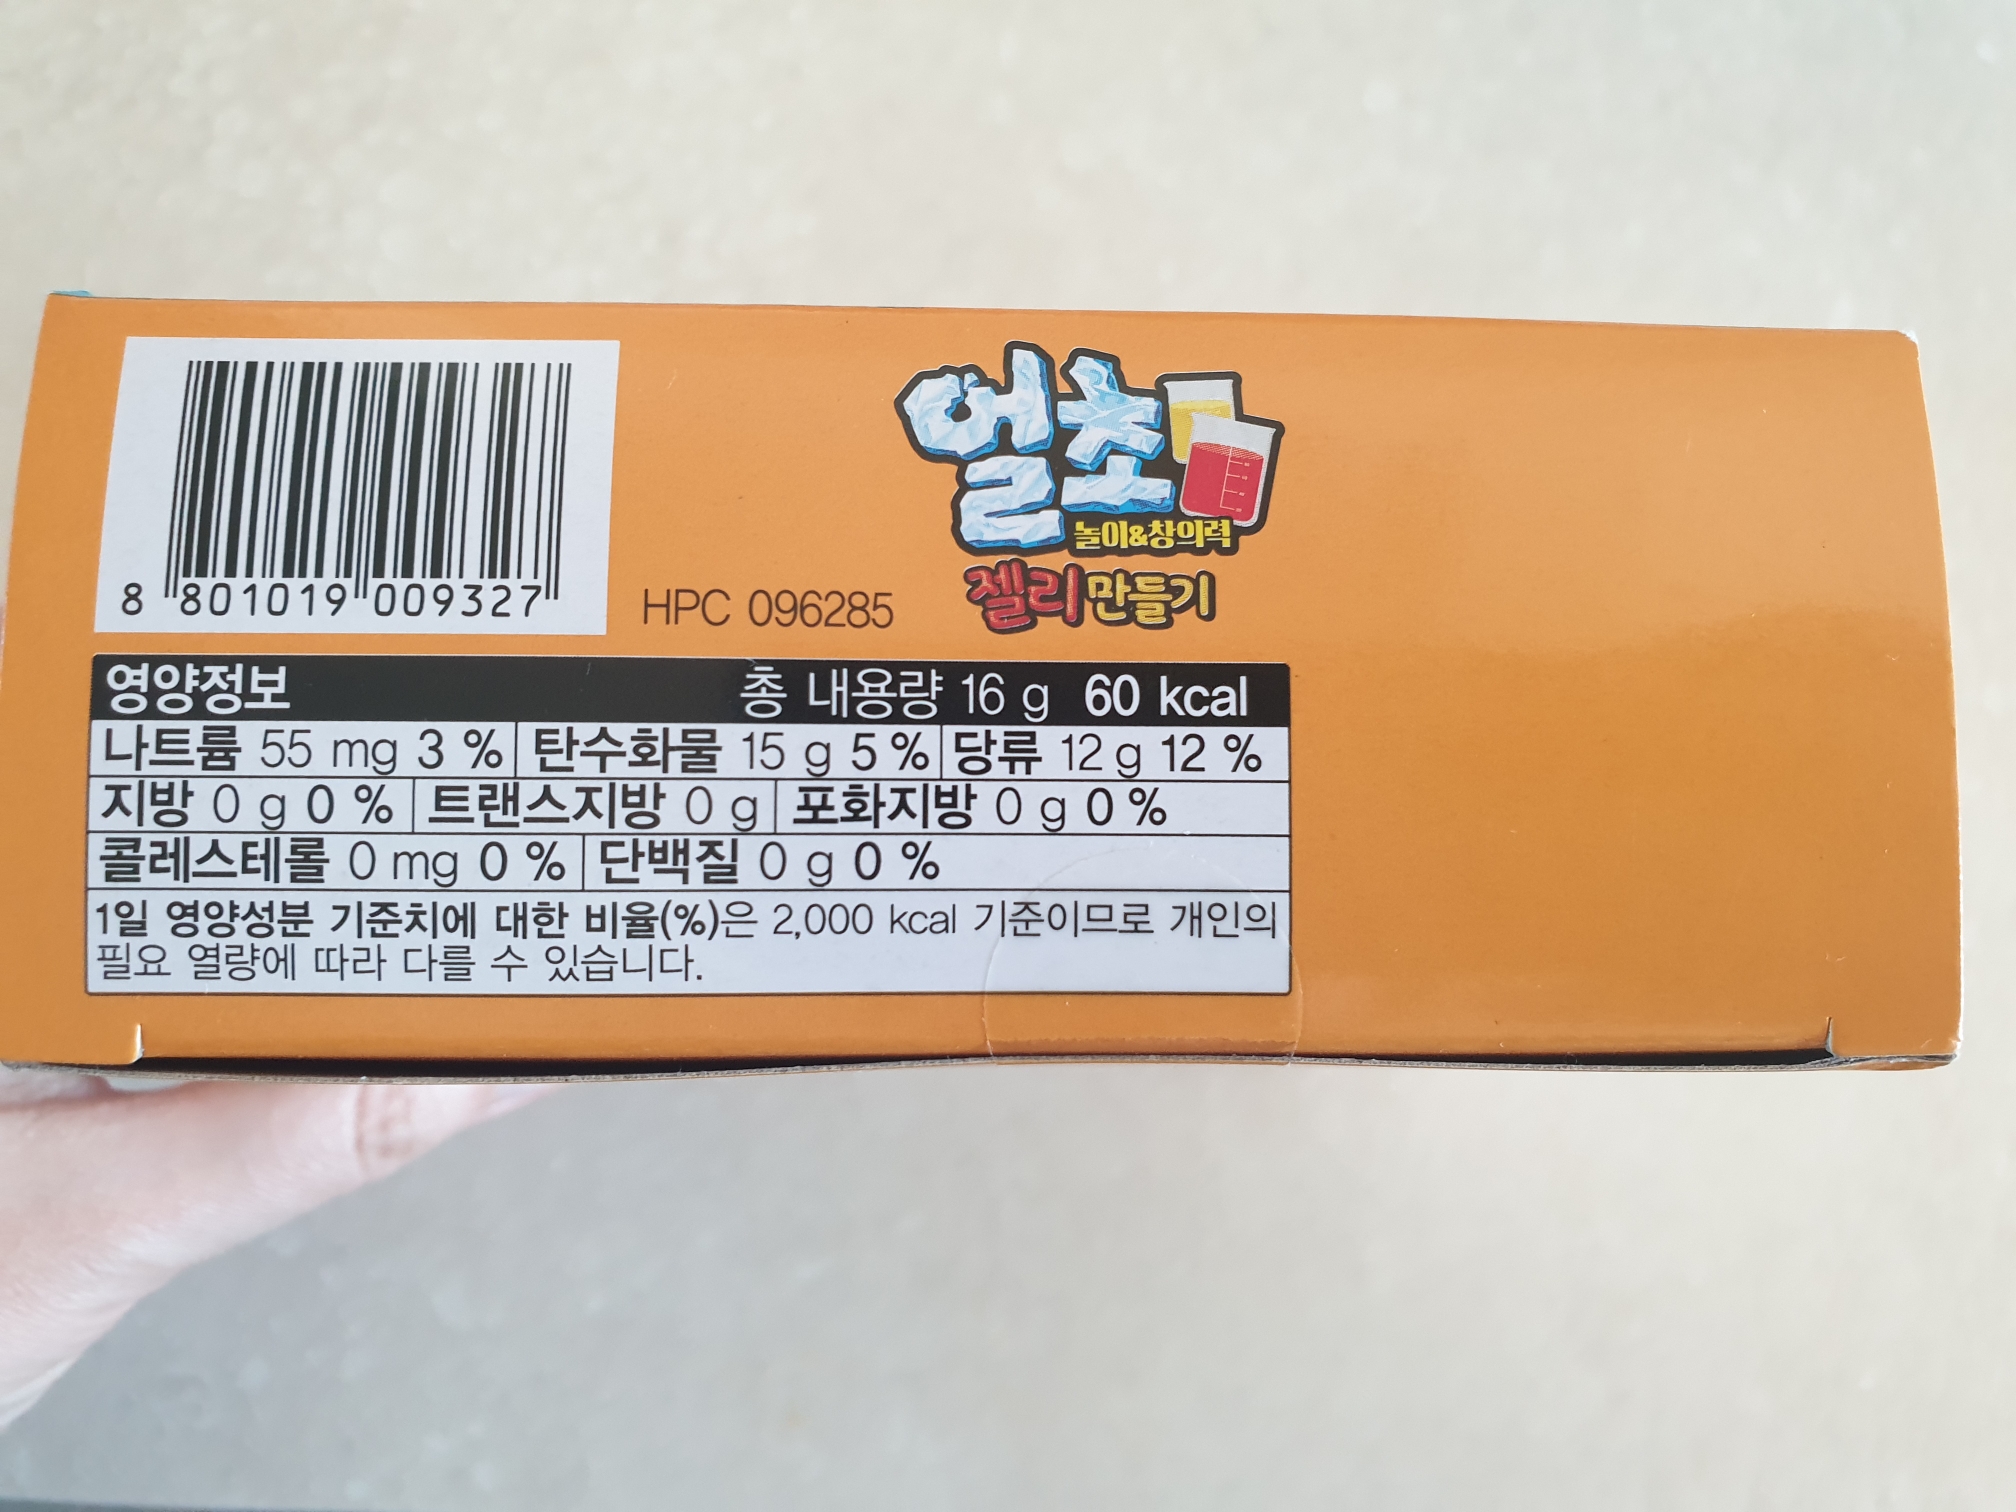 8 801019 009327
HPC 096285
얼초
놀이&창의력
젤리 만들기
영양정보 총 내용량 16 g 60 kcal
나트륨 55 mg 3 % 탄수화물 15 g 5 % 당류 12 g 12 %
지방 0 g 0 % 트랜스지방 0 g 포화지방 0 g 0 %
콜레스테롤 0 mg 0 % 단백질 0 g 0 %
1일 영양성분 기준치에 대한 비율(%)은 2,000 kcal 기준이므로 개인의
필요 열량에 따라 다를 수 있습니다.